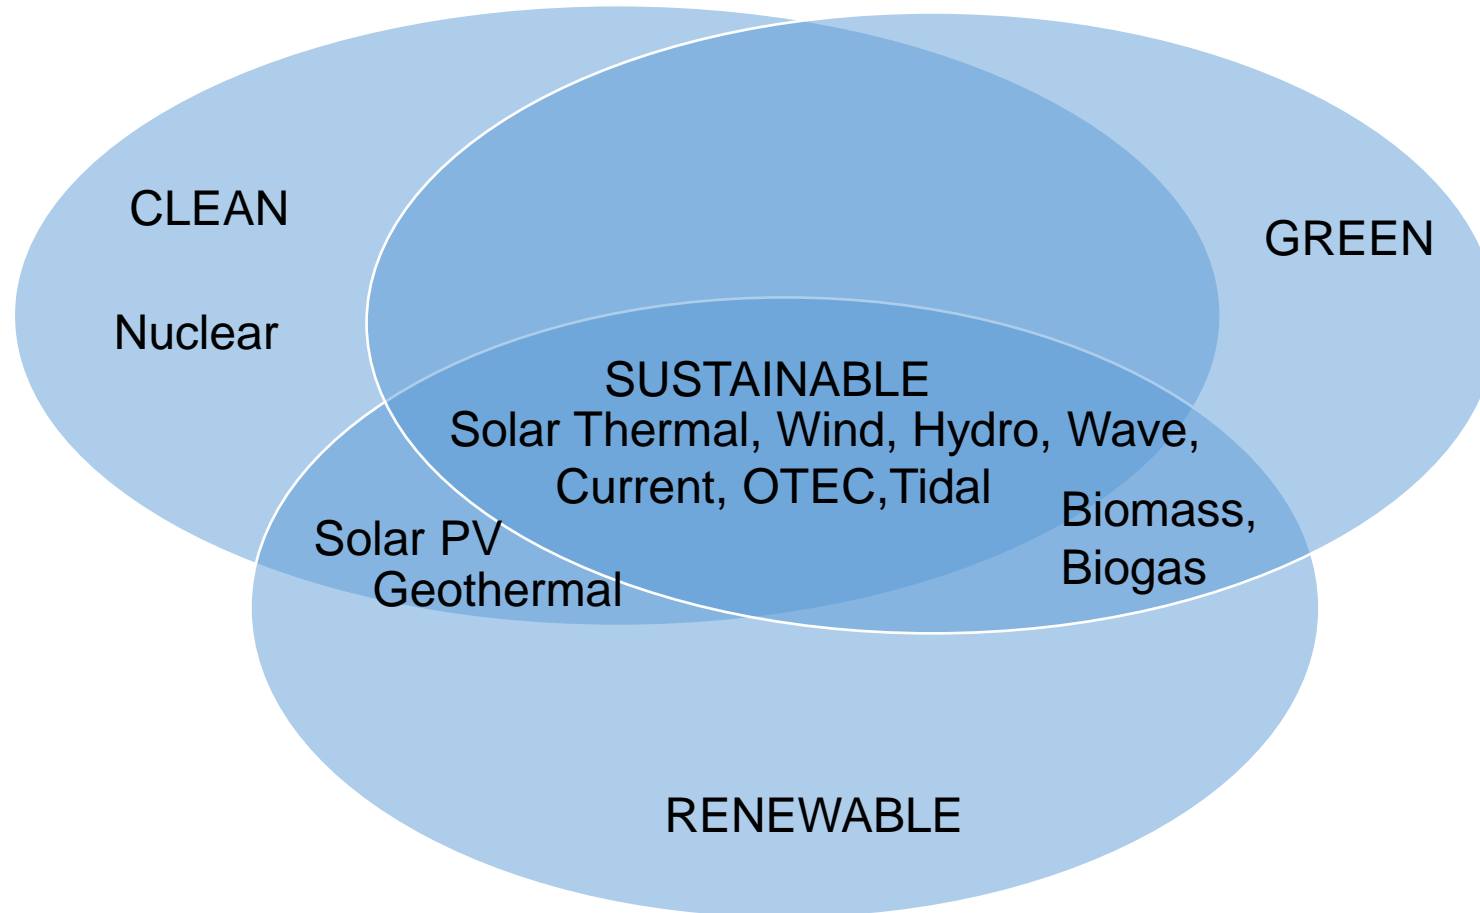 CLEAN
GREEN
Nuclear
SUSTAINABLE
Solar Thermal, Wind, Hydro, Wave,
Current, OTEC,Tidal
Biomass,
Biogas
Solar PV
Geothermal
RENEWABLE